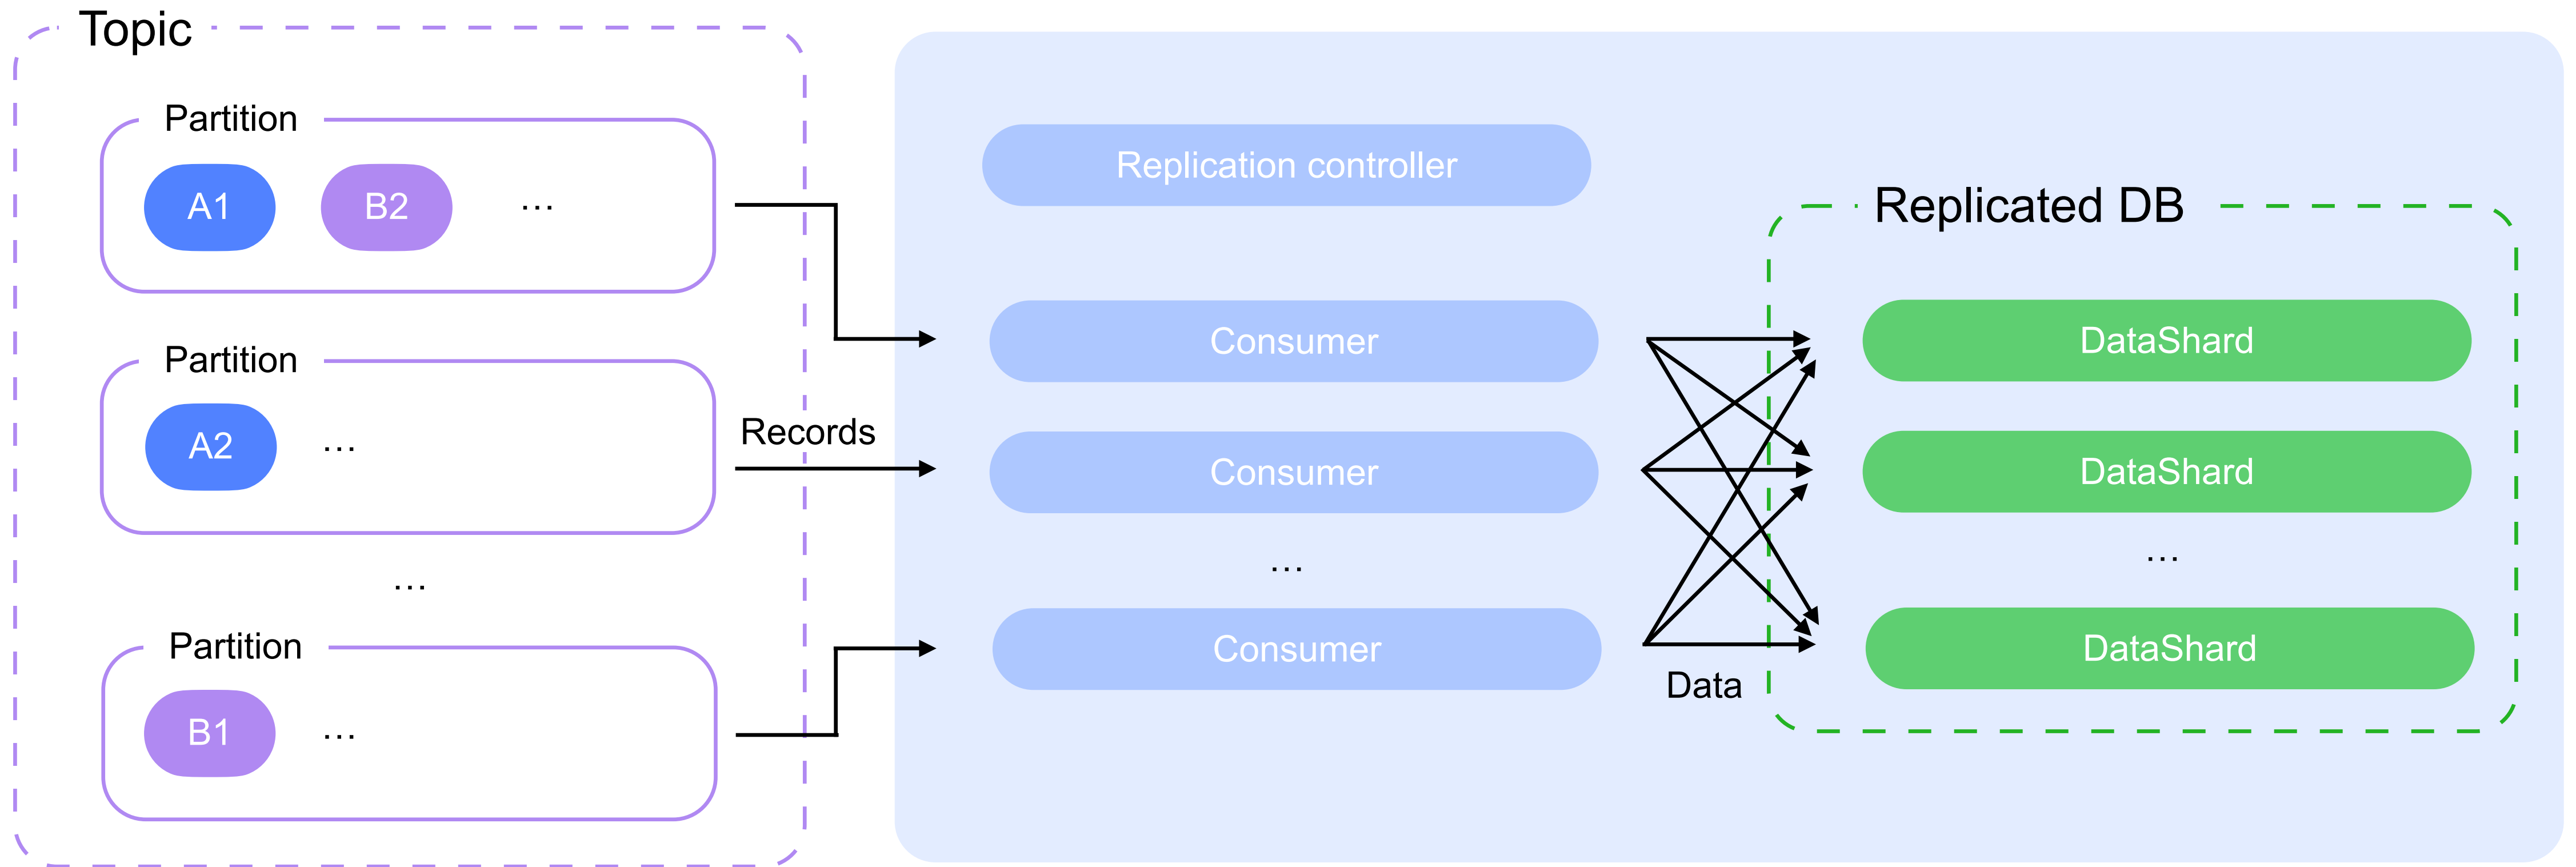 Topic
Partition
A1
B2
...
Partition
A2
...
...
Partition
B1
...
Records
Replication controller
Consumer
Consumer
...
Consumer
Data
Replicated DB
DataShard
DataShard
...
DataShard